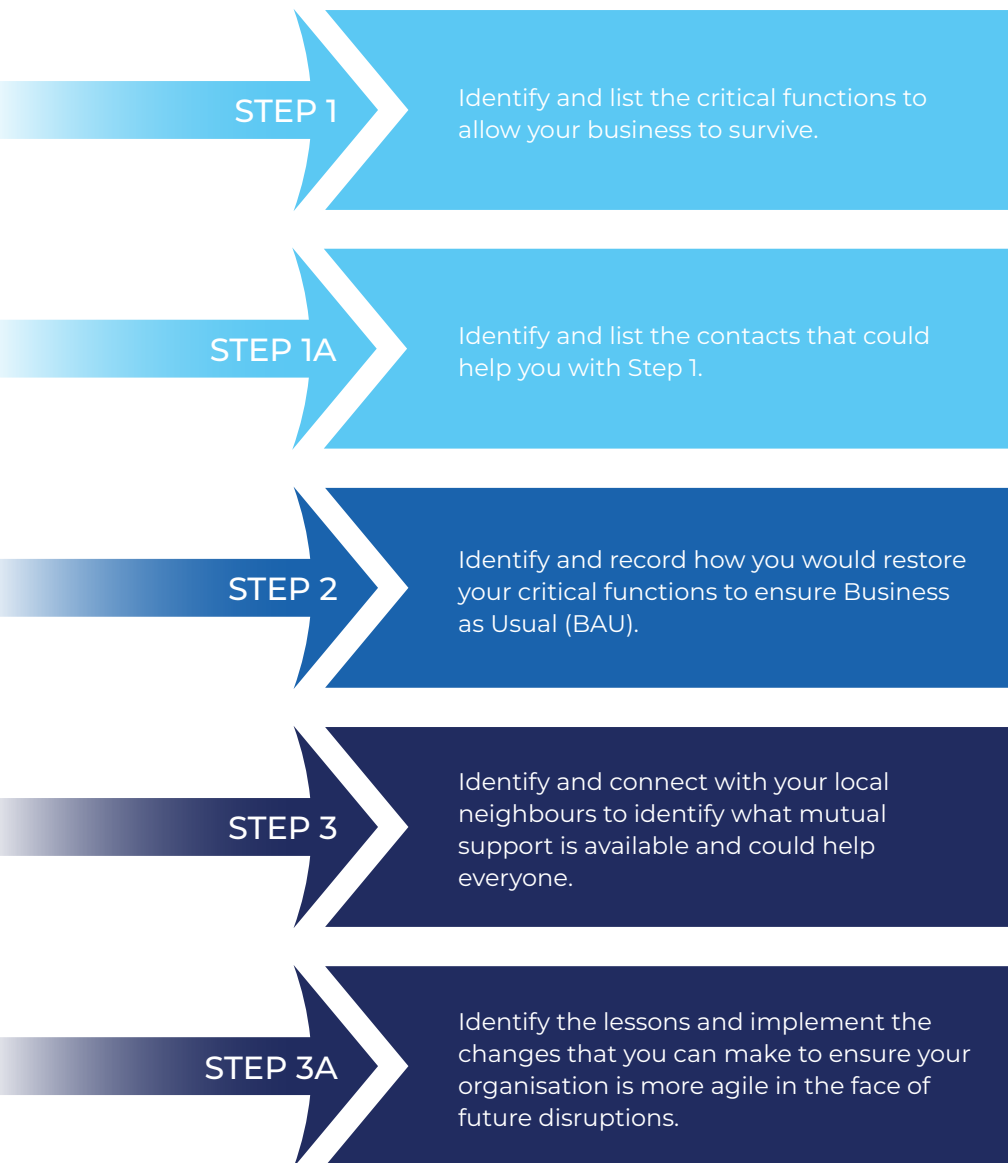 STEP 1
Identify and list the critical functions to
allow your business to survive.
STEP 1A
Identify and list the contacts that could
help you with Step 1.
STEP 2
Identify and record how you would restore
your critical functions to ensure Business
as Usual (BAU).
STEP 3
Identify and connect with your local
neighbours to identify what mutual
support is available and could help
everyone.
STEP 3A
Identify the lessons and implement the
changes that you can make to ensure your
organisation is more agile in the face of
future disruptions.